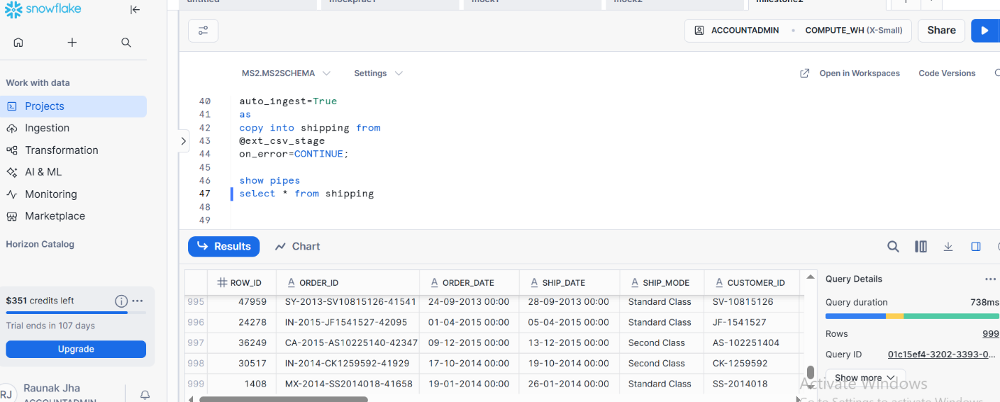 snowflake
untitled mockprac1 mock1 mock2 milestone2
ACCOUNTADMIN • COMPUTE_WH (X-Small) Share
MS2.MS2SCHEMA Settings Open in Workspaces Code Versions
Work with data
Projects
Ingestion
Transformation
AI & ML
Monitoring
Marketplace
Horizon Catalog
$351 credits left
Trial ends in 107 days
Upgrade
RJ
Raunak Jha
ACCOUNTADMIN
40 auto_ingest=True
41 as
42 copy into shipping from
43 @ext_csv_stage
44 on_error=CONTINUE;
45
46 show pipes
47 select * from shipping
48
49
Results Chart
ROW_ID ORDER_ID ORDER_DATE SHIP_DATE SHIP_MODE CUSTOMER_ID
995 47959 SY-2013-SV10815126-41541 24-09-2013 00:00 28-09-2013 00:00 Standard Class SV-10815126
996 24278 IN-2015-JF1541527-42095 01-04-2015 00:00 05-04-2015 00:00 Standard Class JF-1541527
997 36249 CA-2015-AS10225140-42347 09-12-2015 00:00 13-12-2015 00:00 Second Class AS-102251404
998 30517 IN-2014-CK1259592-41929 17-10-2014 00:00 19-10-2014 00:00 Second Class CK-1259592
999 1408 MX-2014-SS2014018-41658 19-01-2014 00:00 26-01-2014 00:00 Standard Class SS-2014018
Query Details
Query duration 738ms
Rows 999
Query ID 01c15ef4-3202-3393-0...
Show more
Activate Windows
Go to Settings to activate Windows.